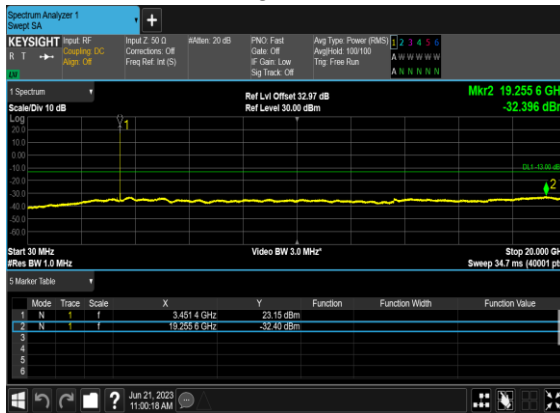 Spectrum Analyzer 1
Swept SA
+
KEYSIGHT Input: RF Input Z: 50 Ω #Atten: 20 dB PNO: Fast Avg Type: Power (RMS) 1 2 3 4 5 6
R T Coupling: DC Corrections: Off Gate: Off Avg|Hold: 100/100 A W W W W W
Align: Off Freq Ref: Int (S) IF Gain: Low Trig: Free Run
Sig Track: Off A N N N N N
1 Spectrum Ref Lvl Offset 32.97 dB Mkr2 19.255 6 GH
Scale/Div 10 dB Ref Level 30.00 dBm -32.396 dB
Log
20.0
10.0
0.00
-10.0 DL1 -13.00 dB
-20.0
-30.0
-40.0
-50.0
-60.0
1
2
Start 30 MHz Video BW 3.0 MHz* Stop 20.000 GH
#Res BW 1.0 MHz Sweep 34.7 ms (40001 pt
5 Marker Table
Mode Trace Scale X Y Function Function Width Function Value
1 N 1 f 3.451 4 GHz 23.15 dBm
2 N 1 f 19.255 6 GHz -32.40 dBm
3
4
5
6
? Jun 21, 2023
11:00:18 AM